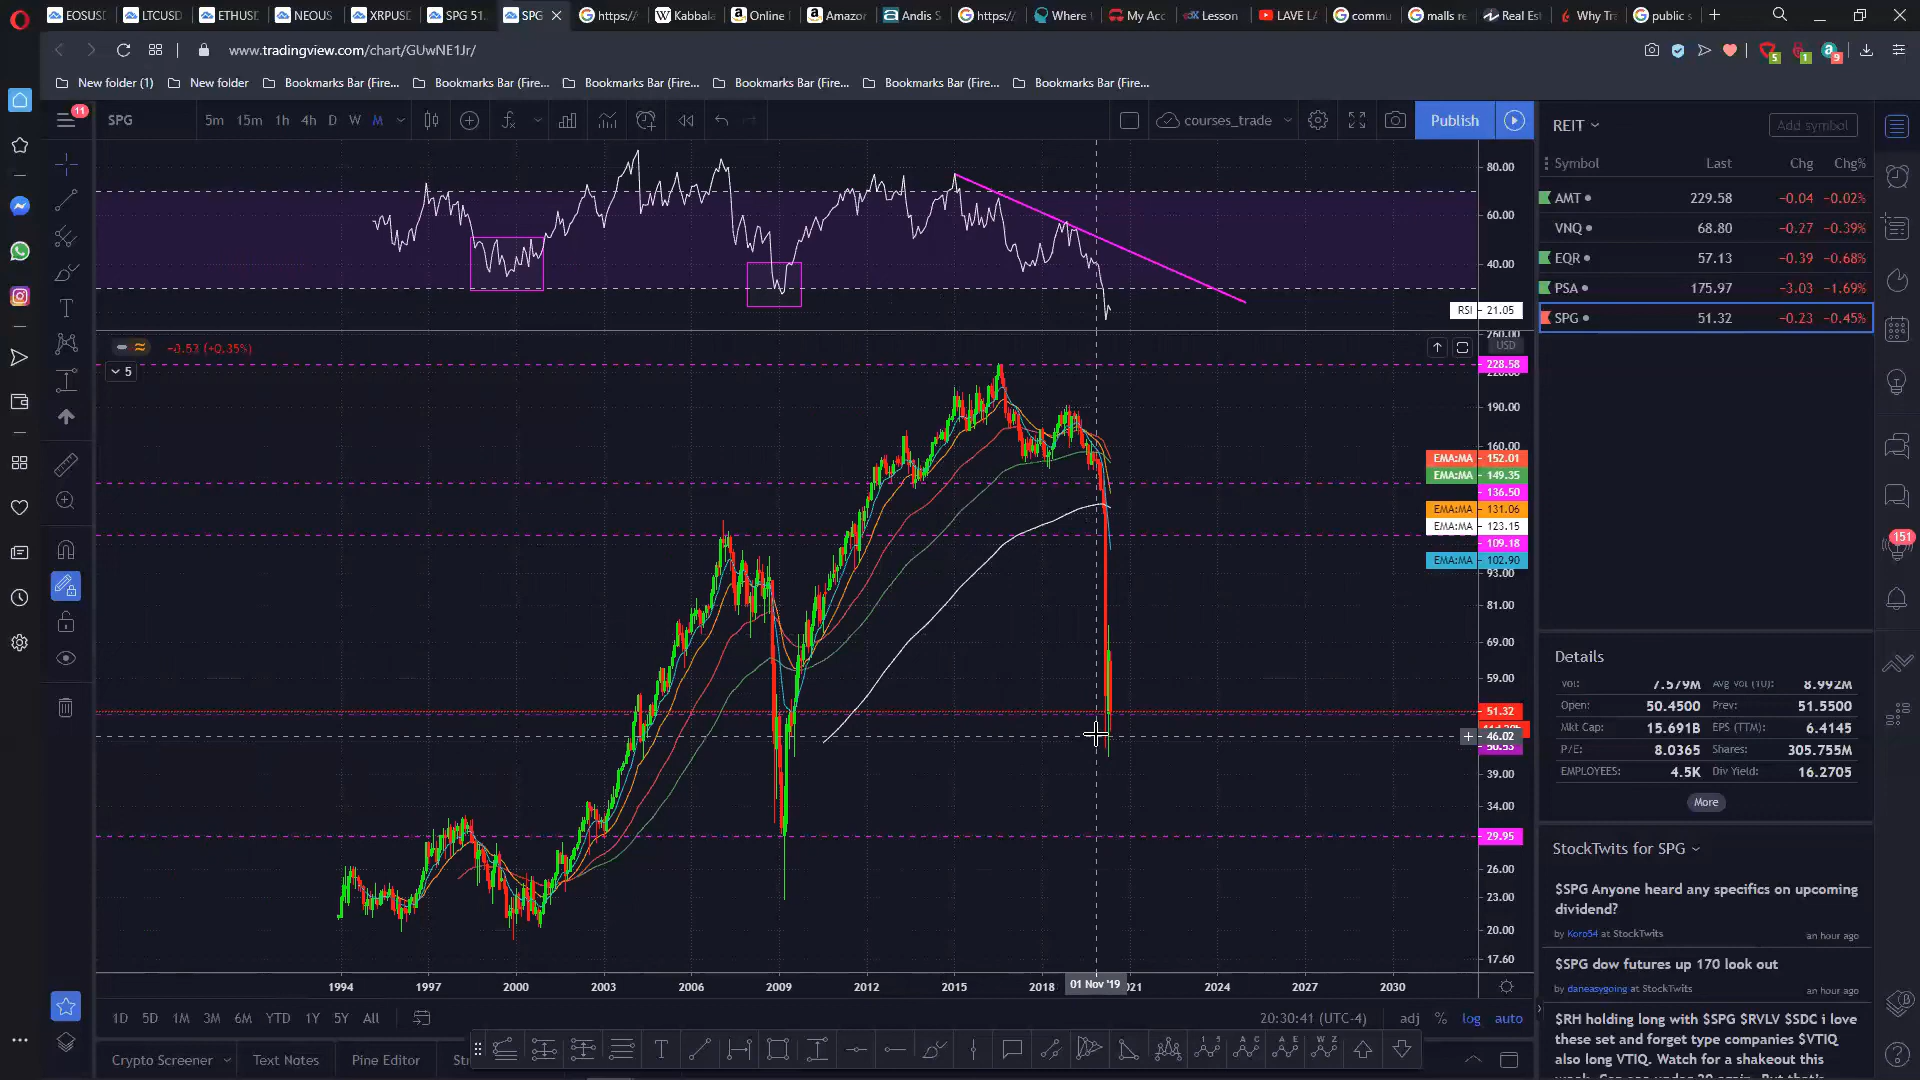 EOSUSD LTCUSD ETHUSD NEOUS XRPUSD SPG 51. SPG https:// Kabbala Online Amazon Andis S https:// Where My Acc Lesson LAVE LA commu malls re Real Est Why Tra public s
www.tradingview.com/chart/GUwNE1Jr/
5 1 9
New folder (1) New folder Bookmarks Bar (Fire... Bookmarks Bar (Fire... Bookmarks Bar (Fire... Bookmarks Bar (Fire... Bookmarks Bar (Fire... Bookmarks Bar (Fire...
11
SPG 5m 15m 1h 4h D W M courses_trade Publish
REIT Add symbol
Symbol Last Chg Chg%
AMT 229.58 −0.04 −0.02%
VNQ 68.80 −0.27 −0.39%
EQR 57.13 −0.39 −0.68%
PSA 175.97 −3.03 −1.69%
SPG 51.32 −0.23 −0.45%
80.00
60.00
40.00
RSI 21.05
−0.53 (+0.35%)
5
260.00
USD
228.58
190.00
160.00
EMA:MA 152.01
EMA:MA 149.35
136.50
EMA:MA 131.06
EMA:MA 123.15
109.18
EMA:MA 102.90
93.00
81.00
69.00
59.00
51.32
46.02
39.00
34.00
29.95
26.00
23.00
20.00
17.60
1994 1997 2000 2003 2006 2009 2012 2015 2018 01 Nov '19 021 2024 2027 2030
1D 5D 1M 3M 6M YTD 1Y 5Y All 20:30:41 (UTC-4) adj % log auto
Crypto Screener Text Notes Pine Editor
Details
Vol: 7.579M Avg Vol (10): 8.992M
Open: 50.4500 Prev: 51.5500
Mkt Cap: 15.691B EPS (TTM): 6.4145
P/E: 8.0365 Shares: 305.755M
EMPLOYEES: 4.5K Div Yield: 16.2705
More
StockTwits for SPG
$SPG Anyone heard any specifics on upcoming
dividend?
by Koro54 at StockTwits an hour ago
$SPG dow futures up 170 look out
by daneasygoing at StockTwits an hour ago
$RH holding long with $SPG $RVLV $SDC i love
these set and forget type companies $VTIQ
also long VTIQ. Watch for a shakeout this
151